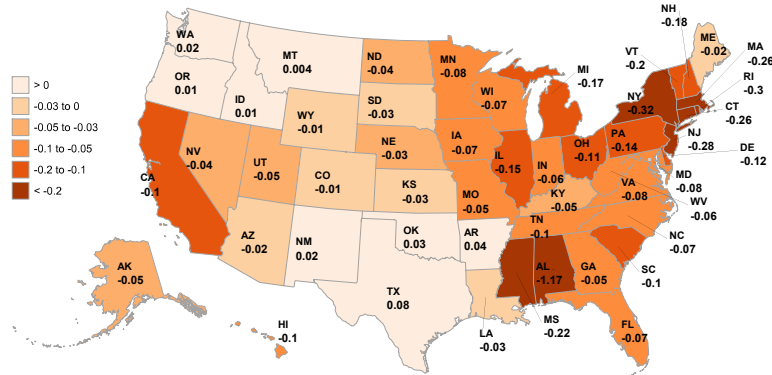 > 0
-0.03 to 0
-0.05 to -0.03
-0.1 to -0.05
-0.2 to -0.1
< -0.2
WA
0.02
OR
0.01
ID
0.01
MT
0.004
ND
-0.04
SD
-0.03
WY
-0.01
NE
-0.03
NV
-0.04
UT
-0.05
CO
-0.01
KS
-0.03
CA
-0.1
AZ
-0.02
NM
0.02
OK
0.03
TX
0.08
AR
0.04
LA
-0.03
MN
-0.08
WI
-0.07
IA
-0.07
MO
-0.05
IL
-0.15
IN
-0.06
MI
-0.17
OH
-0.11
KY
-0.05
TN
-0.1
MS
-0.22
AL
-1.17
GA
-0.05
FL
-0.07
SC
-0.1
NC
-0.07
VA
-0.08
WV
-0.06
MD
-0.08
DE
-0.12
PA
-0.14
NJ
-0.28
NY
-0.32
CT
-0.26
RI
-0.3
MA
-0.26
VT
-0.2
NH
-0.18
ME
-0.02
AK
-0.05
HI
-0.1